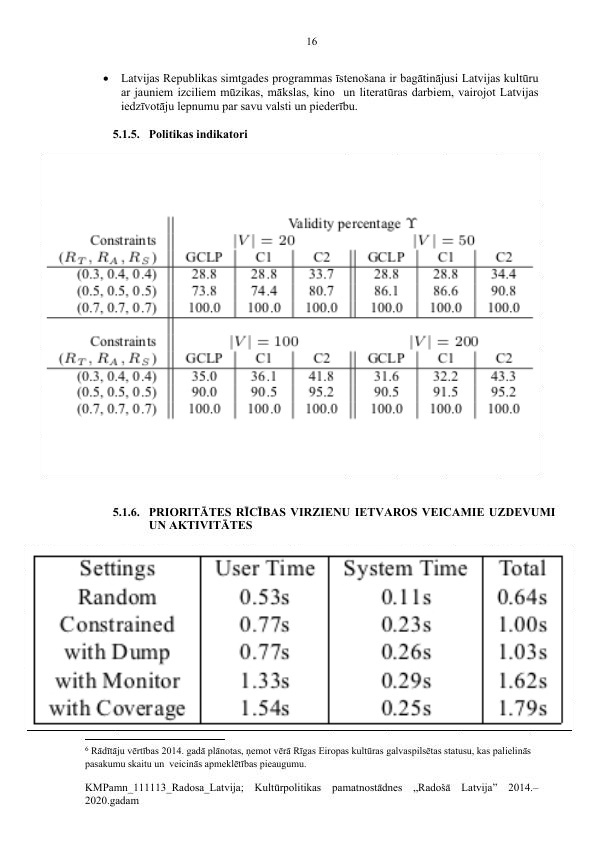 16
• Latvijas Republikas simtgades programmas īstenošana ir bagātinājusi Latvijas kultūru
ar jauniem izciliem mūzikas, mākslas, kino un literatūras darbiem, vairojot Latvijas
iedzīvotāju lepnumu par savu valsti un piederību.
5.1.5. Politikas indikatori
Validity percentage ϒ
Constraints |V| = 20 |V| = 50
(R_T, R_A, R_S) GCLP C1 C2 GCLP C1 C2
(0.3, 0.4, 0.4) 28.8 28.8 33.7 28.8 28.8 34.4
(0.5, 0.5, 0.5) 73.8 74.4 80.7 86.1 86.6 90.8
(0.7, 0.7, 0.7) 100.0 100.0 100.0 100.0 100.0 100.0
Constraints |V| = 100 |V| = 200
(R_T, R_A, R_S) GCLP C1 C2 GCLP C1 C2
(0.3, 0.4, 0.4) 35.0 36.1 41.8 31.6 32.2 43.3
(0.5, 0.5, 0.5) 90.0 90.5 95.2 90.5 91.5 95.2
(0.7, 0.7, 0.7) 100.0 100.0 100.0 100.0 100.0 100.0
5.1.6. PRIORITĀTES RĪCĪBAS VIRZIENU IETVAROS VEICAMIE UZDEVUMI
UN AKTIVITĀTES
Settings User Time System Time Total
Random 0.53s 0.11s 0.64s
Constrained 0.77s 0.23s 1.00s
with Dump 0.77s 0.26s 1.03s
with Monitor 1.33s 0.29s 1.62s
with Coverage 1.54s 0.25s 1.79s
6 Rādītāju vērtības 2014. gadā plānotas, ņemot vērā Rīgas Eiropas kultūras galvaspilsētas statusu, kas palielinās
pasakumu skaitu un veicinās apmeklētības pieaugumu.
KMPamn_111113_Radosa_Latvija; Kultūrpolitikas pamatnostādnes „Radošā Latvija” 2014.–
2020.gadam